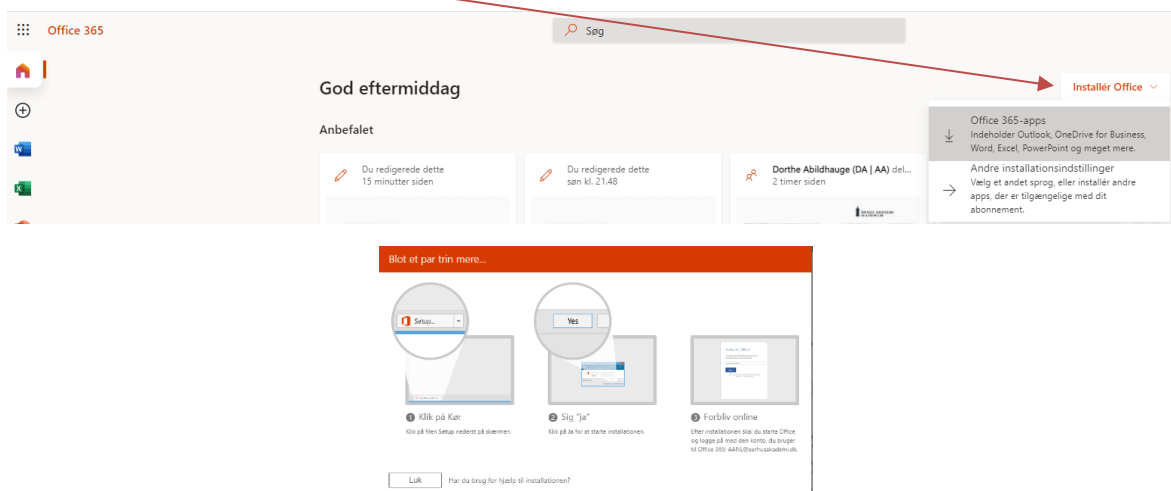 Office 365
Søg
God eftermiddag
Installér Office
Office 365-apps
Indeholder Outlook, OneDrive for Business,
Word, Excel, PowerPoint og meget mere.
Andre installationsindstillinger
Vælg et andet sprog, eller installér andre
apps, der er tilgængelige med dit
abonnement.
Anbefalet
Du redigerede dette
15 minutter siden
Du redigerede dette
søn kl. 21.48
Dorthe Abildhauge (DA | AA) del...
2 timer siden
Blot et par trin mere...
Setup...
Yes
1 Klik på Kør
Klik på filen Setup nederst på skærmen.
2 Sig "ja"
Klik på Ja for at starte installationen.
3 Forbliv online
Efter installationen skal du starte Office
og logge på med den konto, du bruger
til Office 365: AANL@aarhusakademi.dk.
Luk
Har du brug for hjælp til installationen?